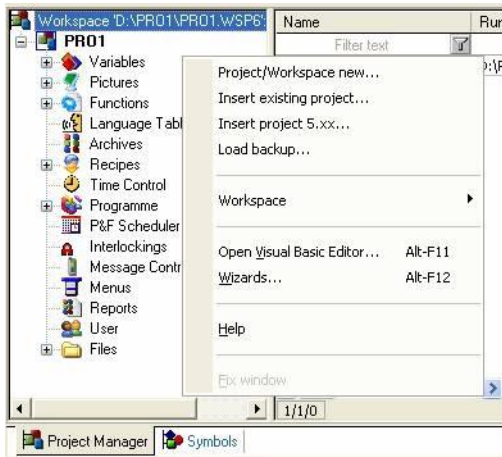 Workspace 'D:\PRO1\PRO1.WSP6':
Name
Run
PRO1
Filter text
Variables
Pictures
Functions
Language Tabl
Archives
Recipes
Time Control
Programme
P&F Scheduler
Interlockings
Message Contr
Menus
Reports
User
Files
Project/Workspace new...
Insert existing project...
Insert project 5.xx...
Load backup...
Workspace
Open Visual Basic Editor... Alt-F11
Wizards... Alt-F12
Help
Fix window
1/1/0
Project Manager
Symbols